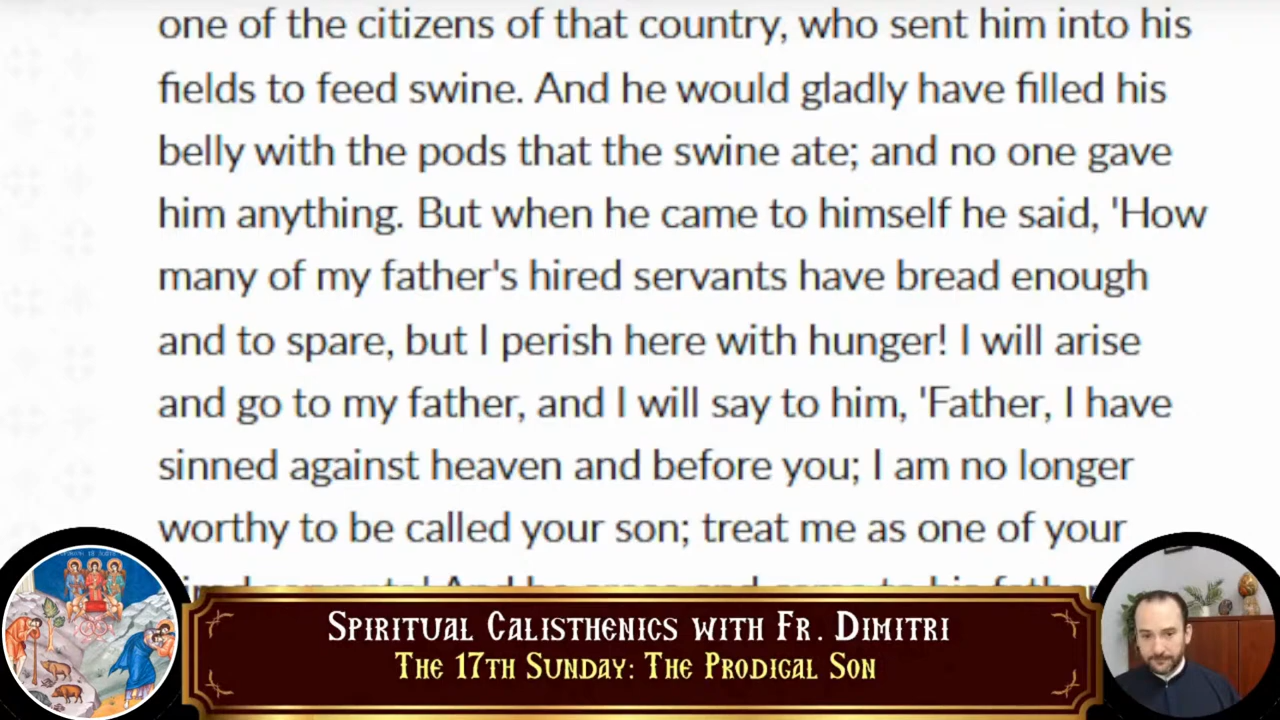 one of the citizens of that country, who sent him into his
fields to feed swine. And he would gladly have filled his
belly with the pods that the swine ate; and no one gave
him anything. But when he came to himself he said, 'How
many of my father's hired servants have bread enough
and to spare, but I perish here with hunger! I will arise
and go to my father, and I will say to him, 'Father, I have
sinned against heaven and before you; I am no longer
worthy to be called your son; treat me as one of your
Spiritual Calisthenics with Fr. Dimitri
The 17th Sunday: The Prodigal Son